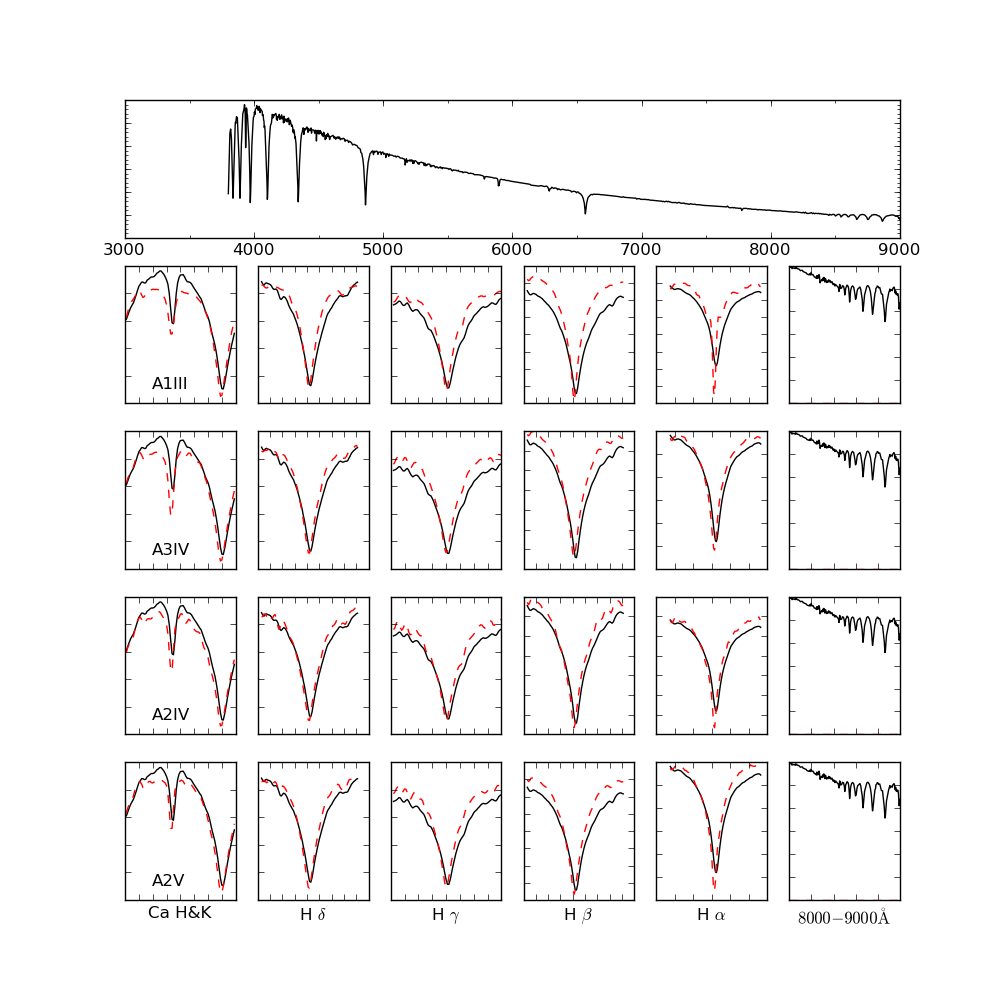 3000 4000 5000 6000 7000 8000 9000
A1III
A3IV
A2IV
A2V
Ca H&K H δ H γ H β H α 8000−9000Å